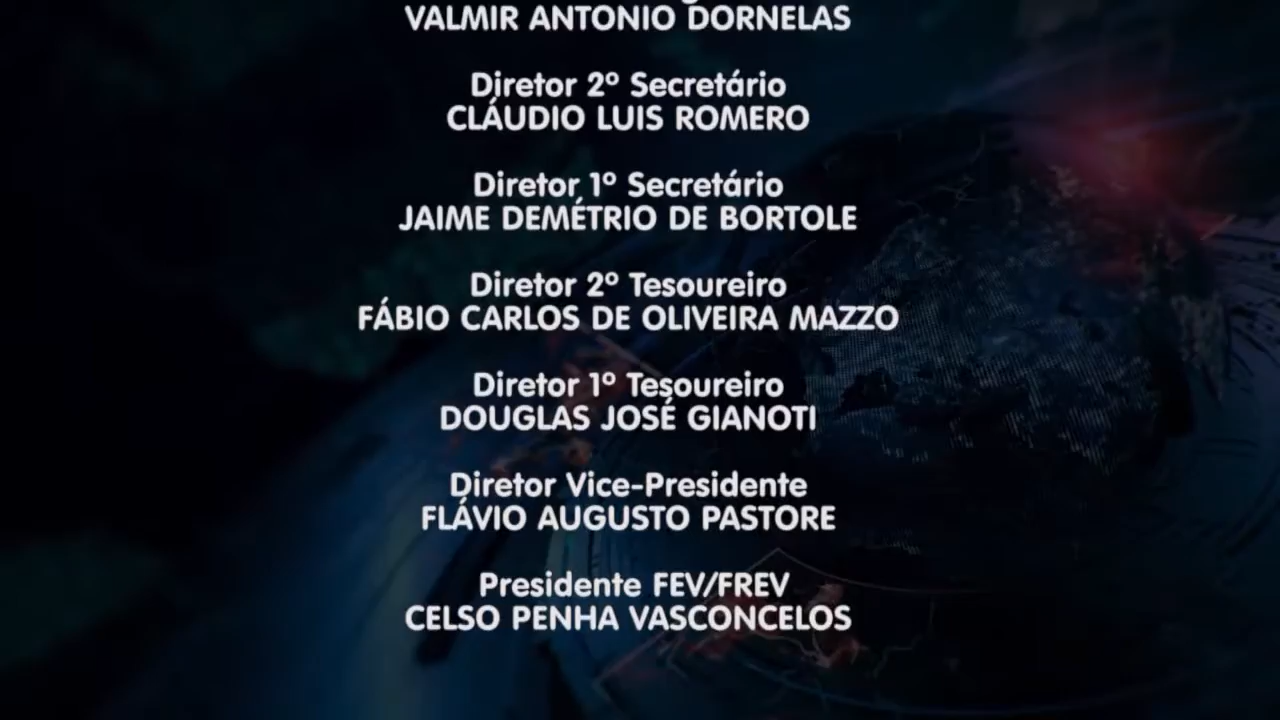 VALMIR ANTONIO DORNELAS
Diretor 2º Secretário
CLÁUDIO LUIS ROMERO
Diretor 1º Secretário
JAIME DEMÉTRIO DE BORTOLE
Diretor 2º Tesoureiro
FÁBIO CARLOS DE OLIVEIRA MAZZO
Diretor 1º Tesoureiro
DOUGLAS JOSÉ GIANOTI
Diretor Vice-Presidente
FLÁVIO AUGUSTO PASTORE
Presidente FEV/FREV
CELSO PENHA VASCONCELOS